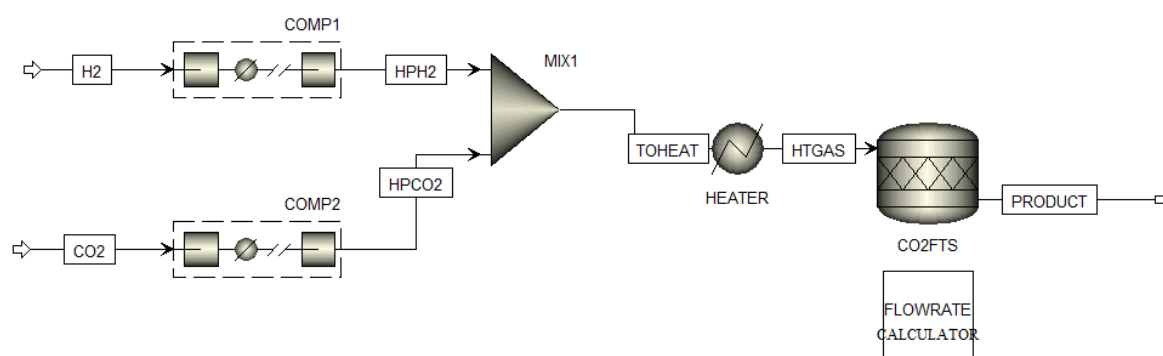 COMP1
H2
HPH2
MIX1
TOHEAT
HTGAS
HEATER
HPCO2
COMP2
CO2
PRODUCT
CO2FTS
FLOWRATE
CALCULATOR